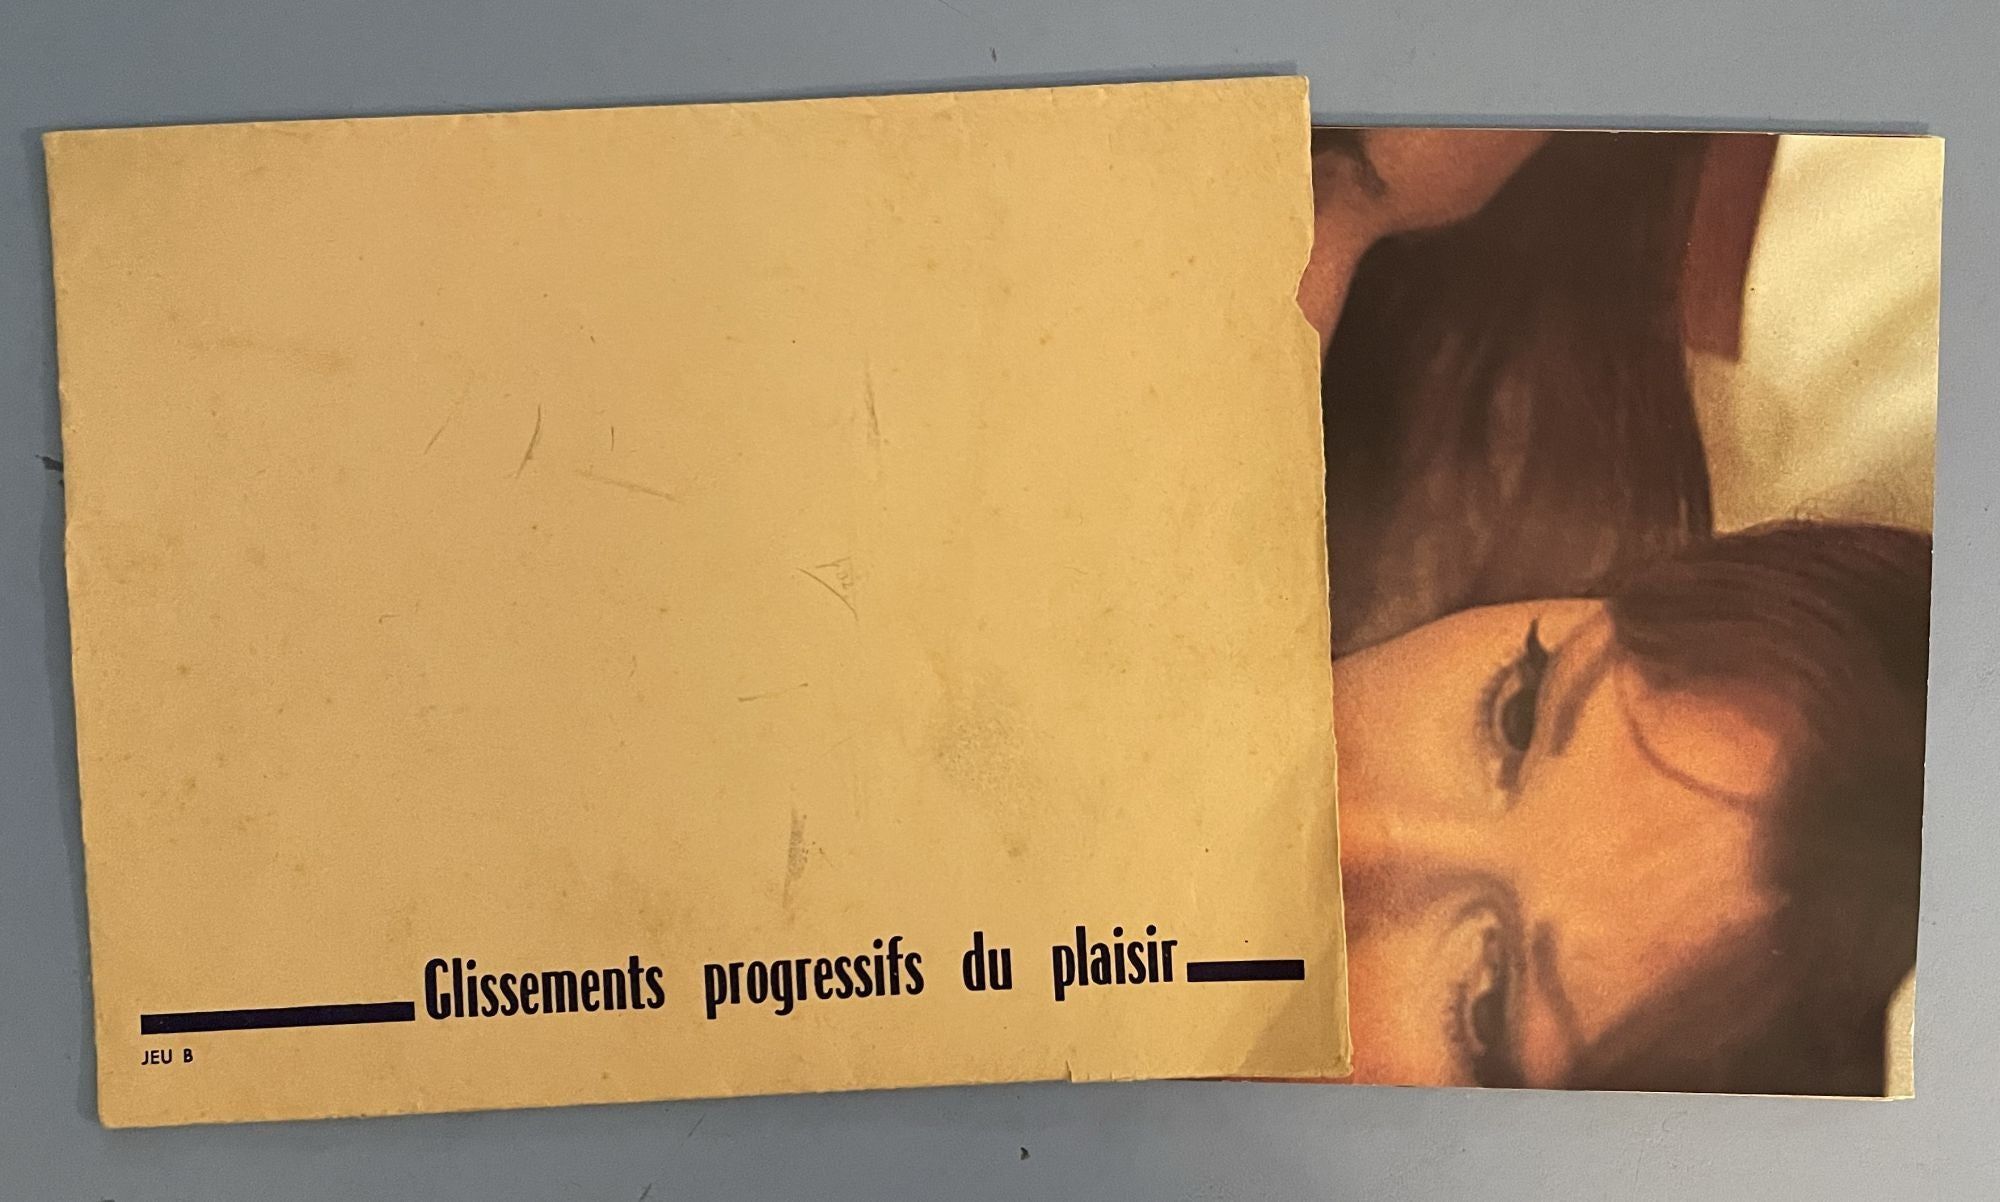 Glissements progressifs du plaisir
JEU B